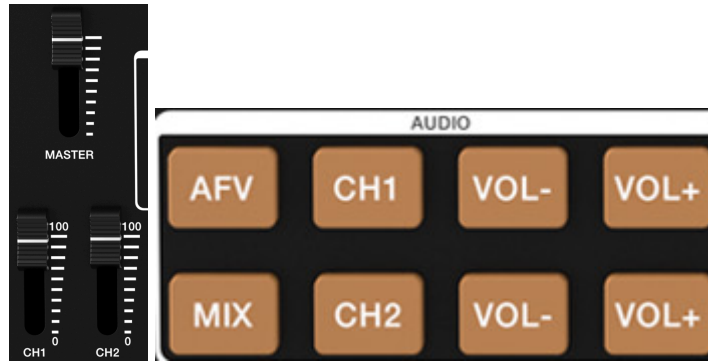 MASTER
100 100
0 0
CH1 CH2
AUDIO
AFV CH1 VOL- VOL+
MIX CH2 VOL- VOL+